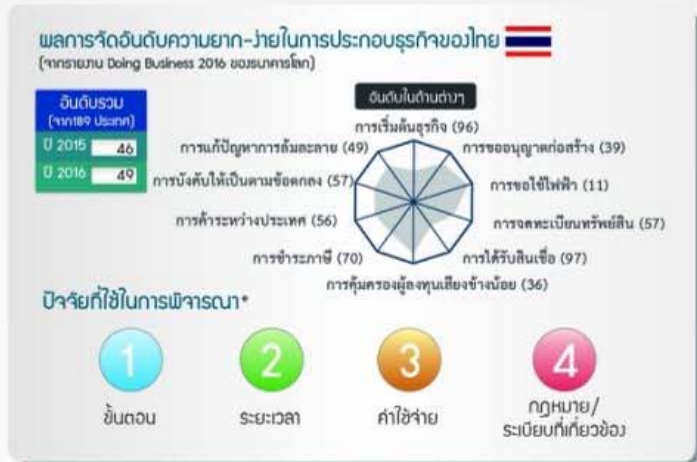 ผลการจัดอันดับความยาก-ง่ายในการประกอบธุรกิจของไทย
(จากรายงาน Doing Business 2016 ของธนาคารโลก)
อันดับรวม
(จาก189 ประเทศ)
ปี 2015 46
ปี 2016 49
อันดับในด้านต่างๆ
การเริ่มต้นธุรกิจ (96)
การแก้ปัญหาการล้มละลาย (49)
การขออนุญาตก่อสร้าง (39)
การบังคับให้เป็นตามข้อตกลง (57)
การขอใช้ไฟฟ้า (11)
การค้าระหว่างประเทศ (56)
การจดทะเบียนทรัพย์สิน (57)
การชำระภาษี (70)
การได้รับสินเชื่อ (97)
การคุ้มครองผู้ลงทุนเสียงข้างน้อย (36)
ปัจจัยที่ใช้ในการพิจารณา*
1
2
3
4
ขั้นตอน
ระยะเวลา
ค่าใช้จ่าย
กฎหมาย/
ระเบียบที่เกี่ยวข้อง